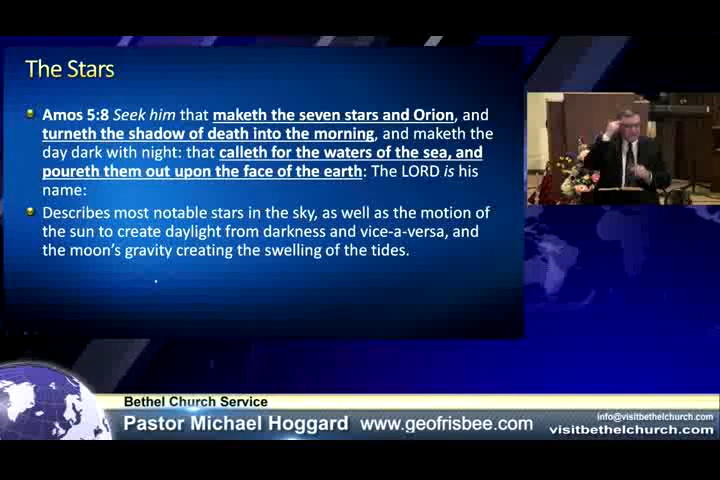 The Stars
Amos 5:8 Seek him that maketh the seven stars and Orion, and
turneth the shadow of death into the morning, and maketh the
day dark with night: that calleth for the waters of the sea, and
poureth them out upon the face of the earth: The LORD is his
name:
Describes most notable stars in the sky, as well as the motion of
the sun to create daylight from darkness and vice-a-versa, and
the moon's gravity creating the swelling of the tides.
Bethel Church Service
Pastor Michael Hoggard www.geofrisbee.com
info@visitbethelchurch.com
visitbethelchurch.com